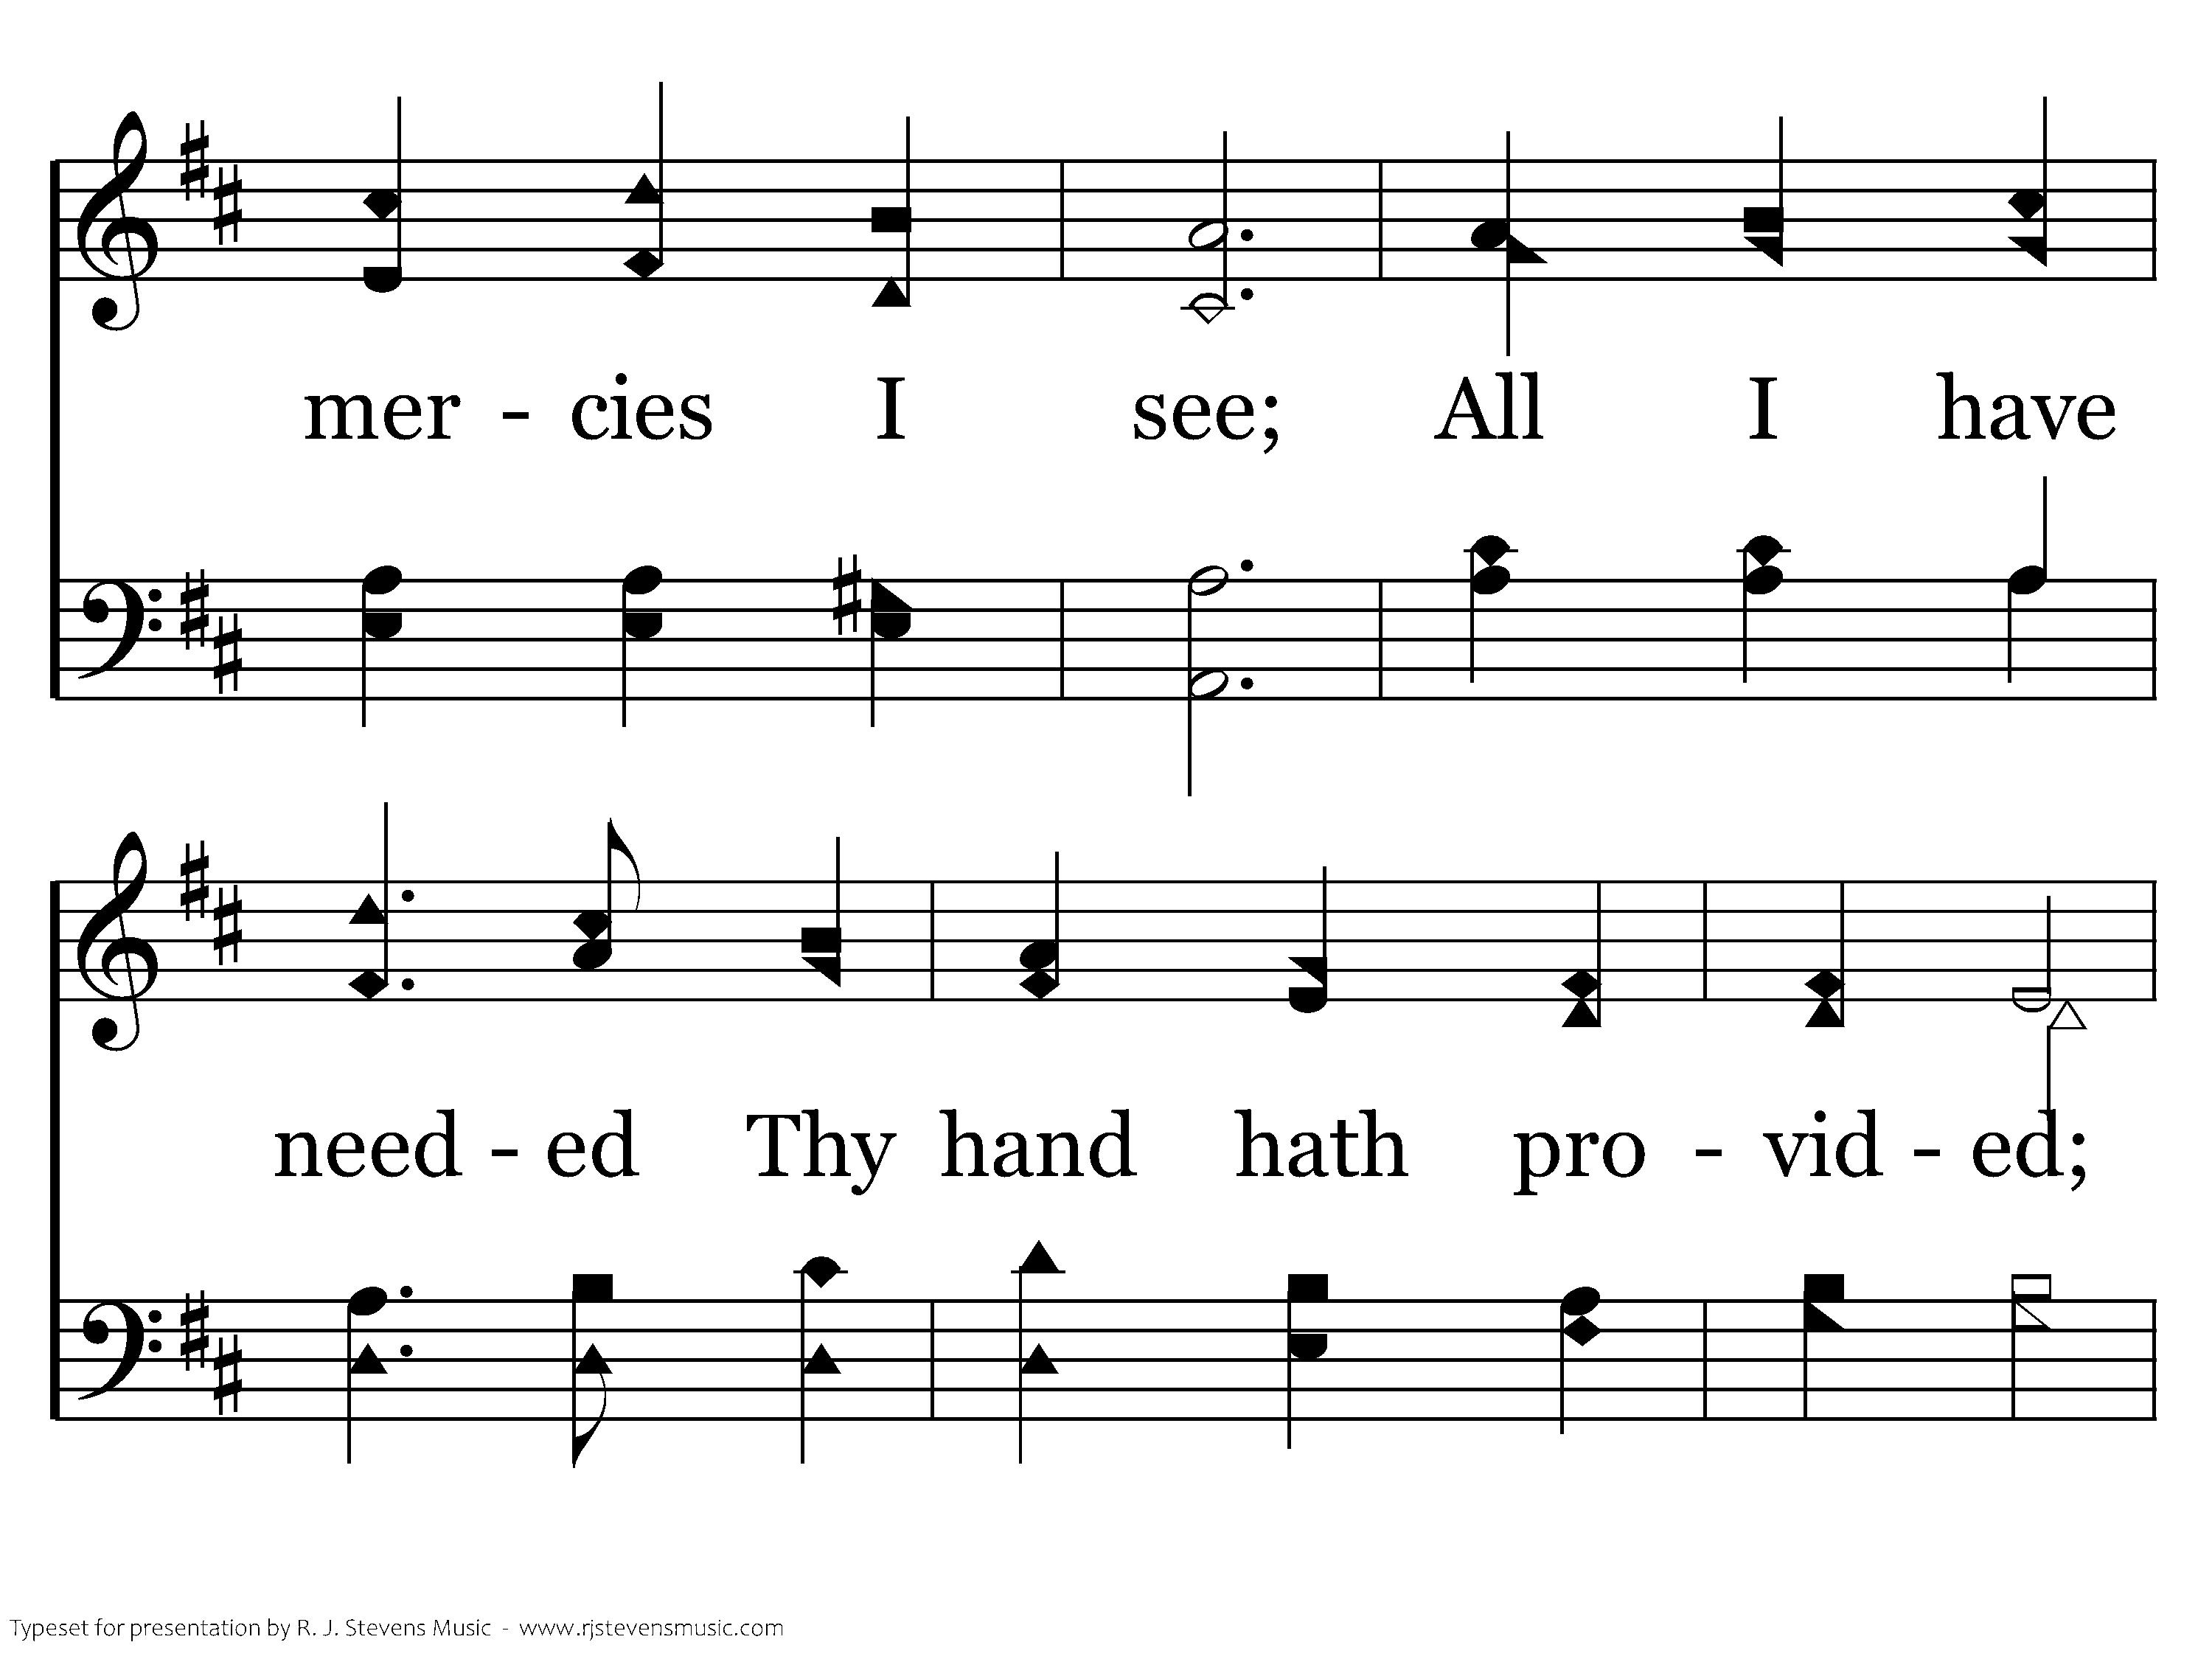 mer - cies I see; All I have
need - ed Thy hand hath pro - vid - ed;
Typeset for presentation by R. J. Stevens Music - www.rjstevensmusic.com